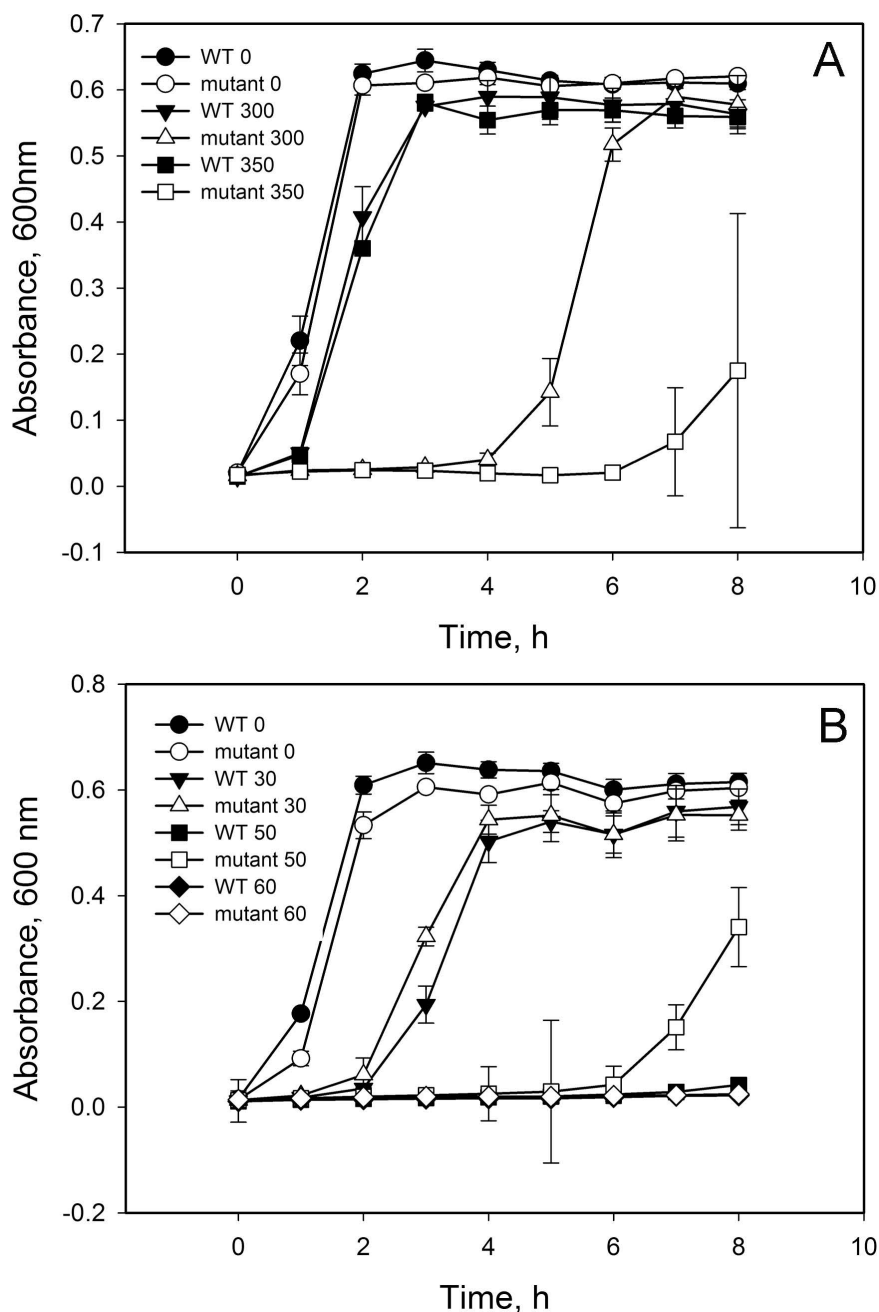 A
WT 0
mutant 0
WT 300
mutant 300
WT 350
mutant 350
Absorbance, 600nm
0.7
0.6
0.5
0.4
0.3
0.2
0.1
0.0
-0.1
0 2 4 6 8 10
Time, h
B
WT 0
mutant 0
WT 30
mutant 30
WT 50
mutant 50
WT 60
mutant 60
Absorbance, 600 nm
0.8
0.6
0.4
0.2
0.0
-0.2
0 2 4 6 8 10
Time, h